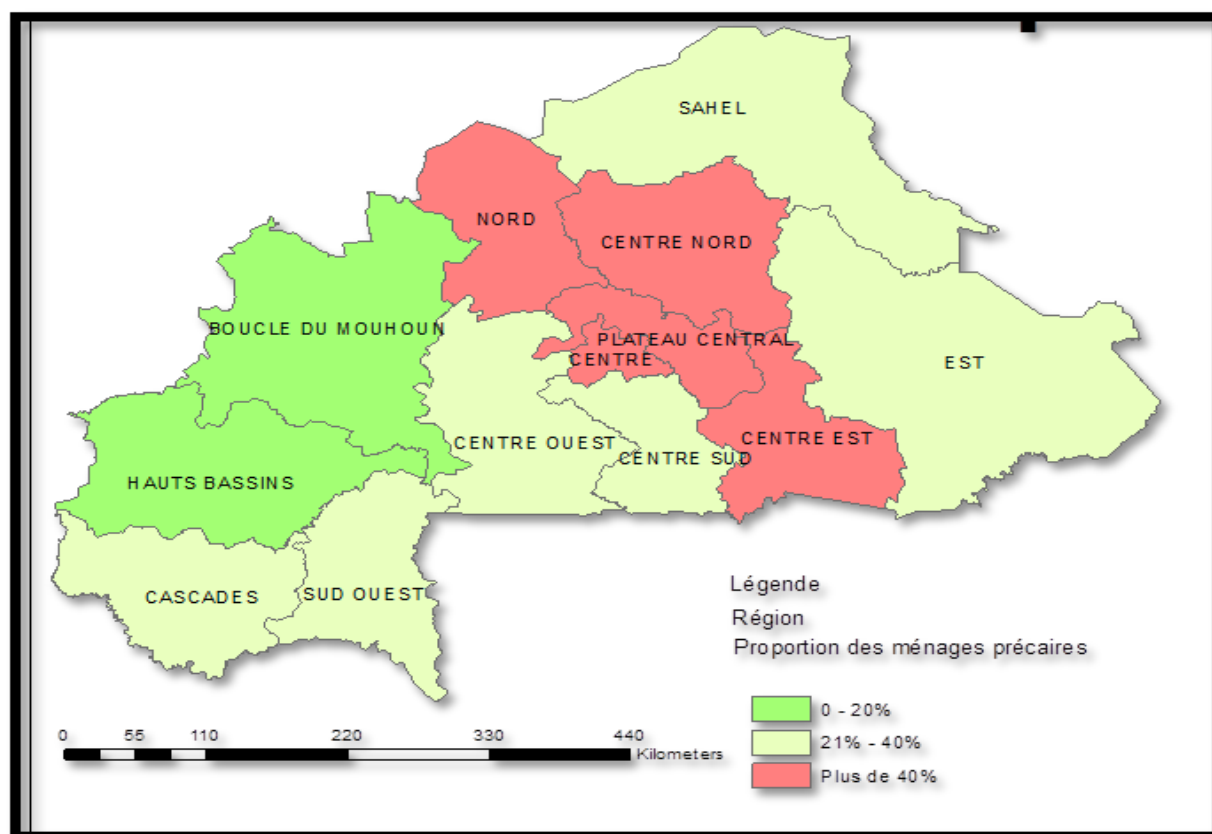 SAHEL
NORD
CENTRE NORD
BOUCLE DU MOUHOUN
PLATEAU CENTRAL
CENTRE
EST
CENTRE OUEST
CENTRE EST
CENTRE SUD
HAUTS BASSINS
CASCADES
SUD OUEST
Légende
Région
Proportion des ménages précaires
0 - 20%
21% - 40%
Plus de 40%
0 55 110 220 330 440
Kilometers